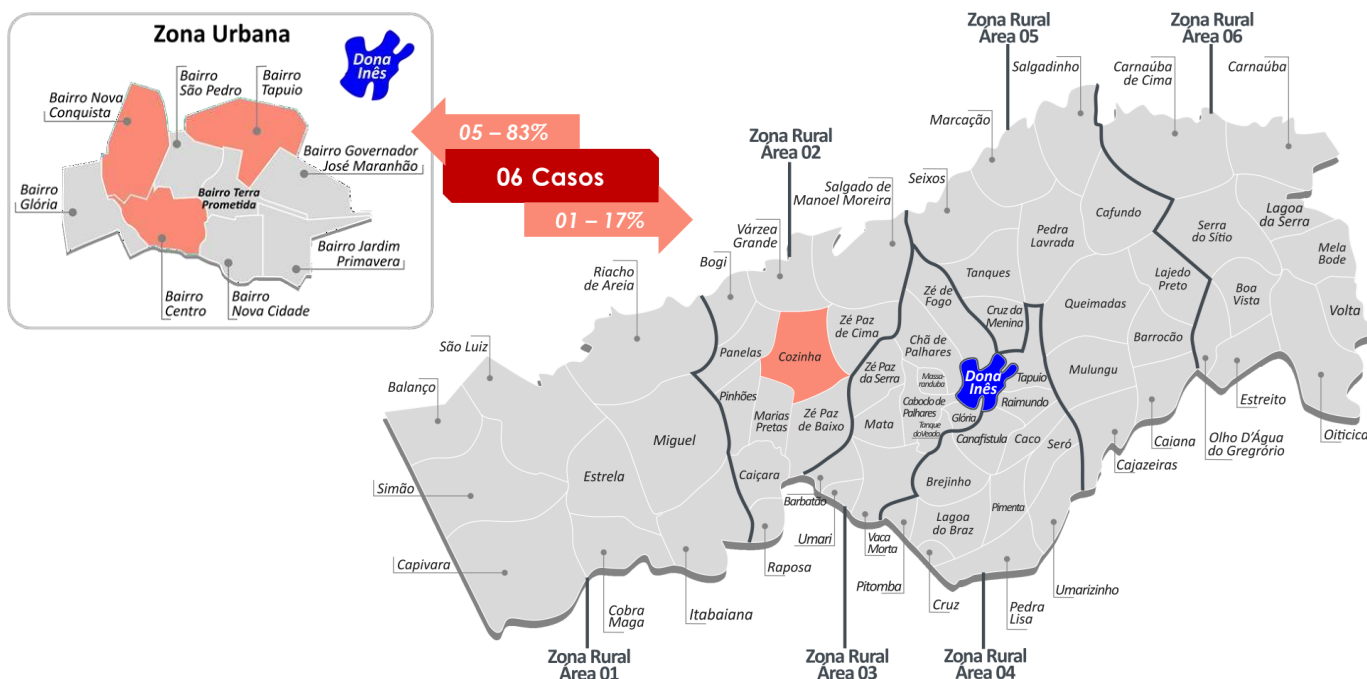 Zona Urbana
Dona
Inês
Bairro
São Pedro
Bairro
Tapuio
Bairro Nova
Conquista
Bairro Governador
José Maranhão
Bairro Terra
Prometida
Bairro
Glória
Bairro Jardim
Primavera
Bairro
Centro
Bairro
Nova Cidade
05 – 83%
06 Casos
01 – 17%
Zona Rural
Área 05
Zona Rural
Área 06
Salgadinho
Carnaúba
de Cima
Carnaúba
Marcação
Zona Rural
Área 02
Salgado de
Manoel Moreira
Seixos
Várzea
Grande
Bogi
Riacho
de Areia
Cafundo
Pedra
Lavrada
Serra
do Sítio
Lagoa
da Serra
Mela
Bode
Tanques
Lajedo
Preto
Boa
Vista
Volta
Zé de
Fogo
Queimadas
Cruz da
Menina
Zé Paz
de Cima
Panelas
Cozinha
Chã de
Palhares
Barrocão
São Luiz
Balanço
Zé Paz
da Serra
Massa-
randuba
Dona
Inês
Tapuio
Mulungu
Pinhões
Caboclo de
Palhares
Raimundo
Estreito
Marias
Pretas
Zé Paz
de Baixo
Mata
Tanque
do Veado
Glória
Canafistula
Caco
Seró
Caiana
Olho D'Água
do Gregrório
Oiticica
Cajazeiras
Miguel
Estrela
Caiçara
Simão
Barbatão
Brejinho
Pimenta
Lagoa
do Braz
Umari
Vaca
Morta
Capivara
Raposa
Pitomba
Umarizinho
Cobra
Maga
Itabaiana
Cruz
Pedra
Lisa
Zona Rural
Área 01
Zona Rural
Área 03
Zona Rural
Área 04